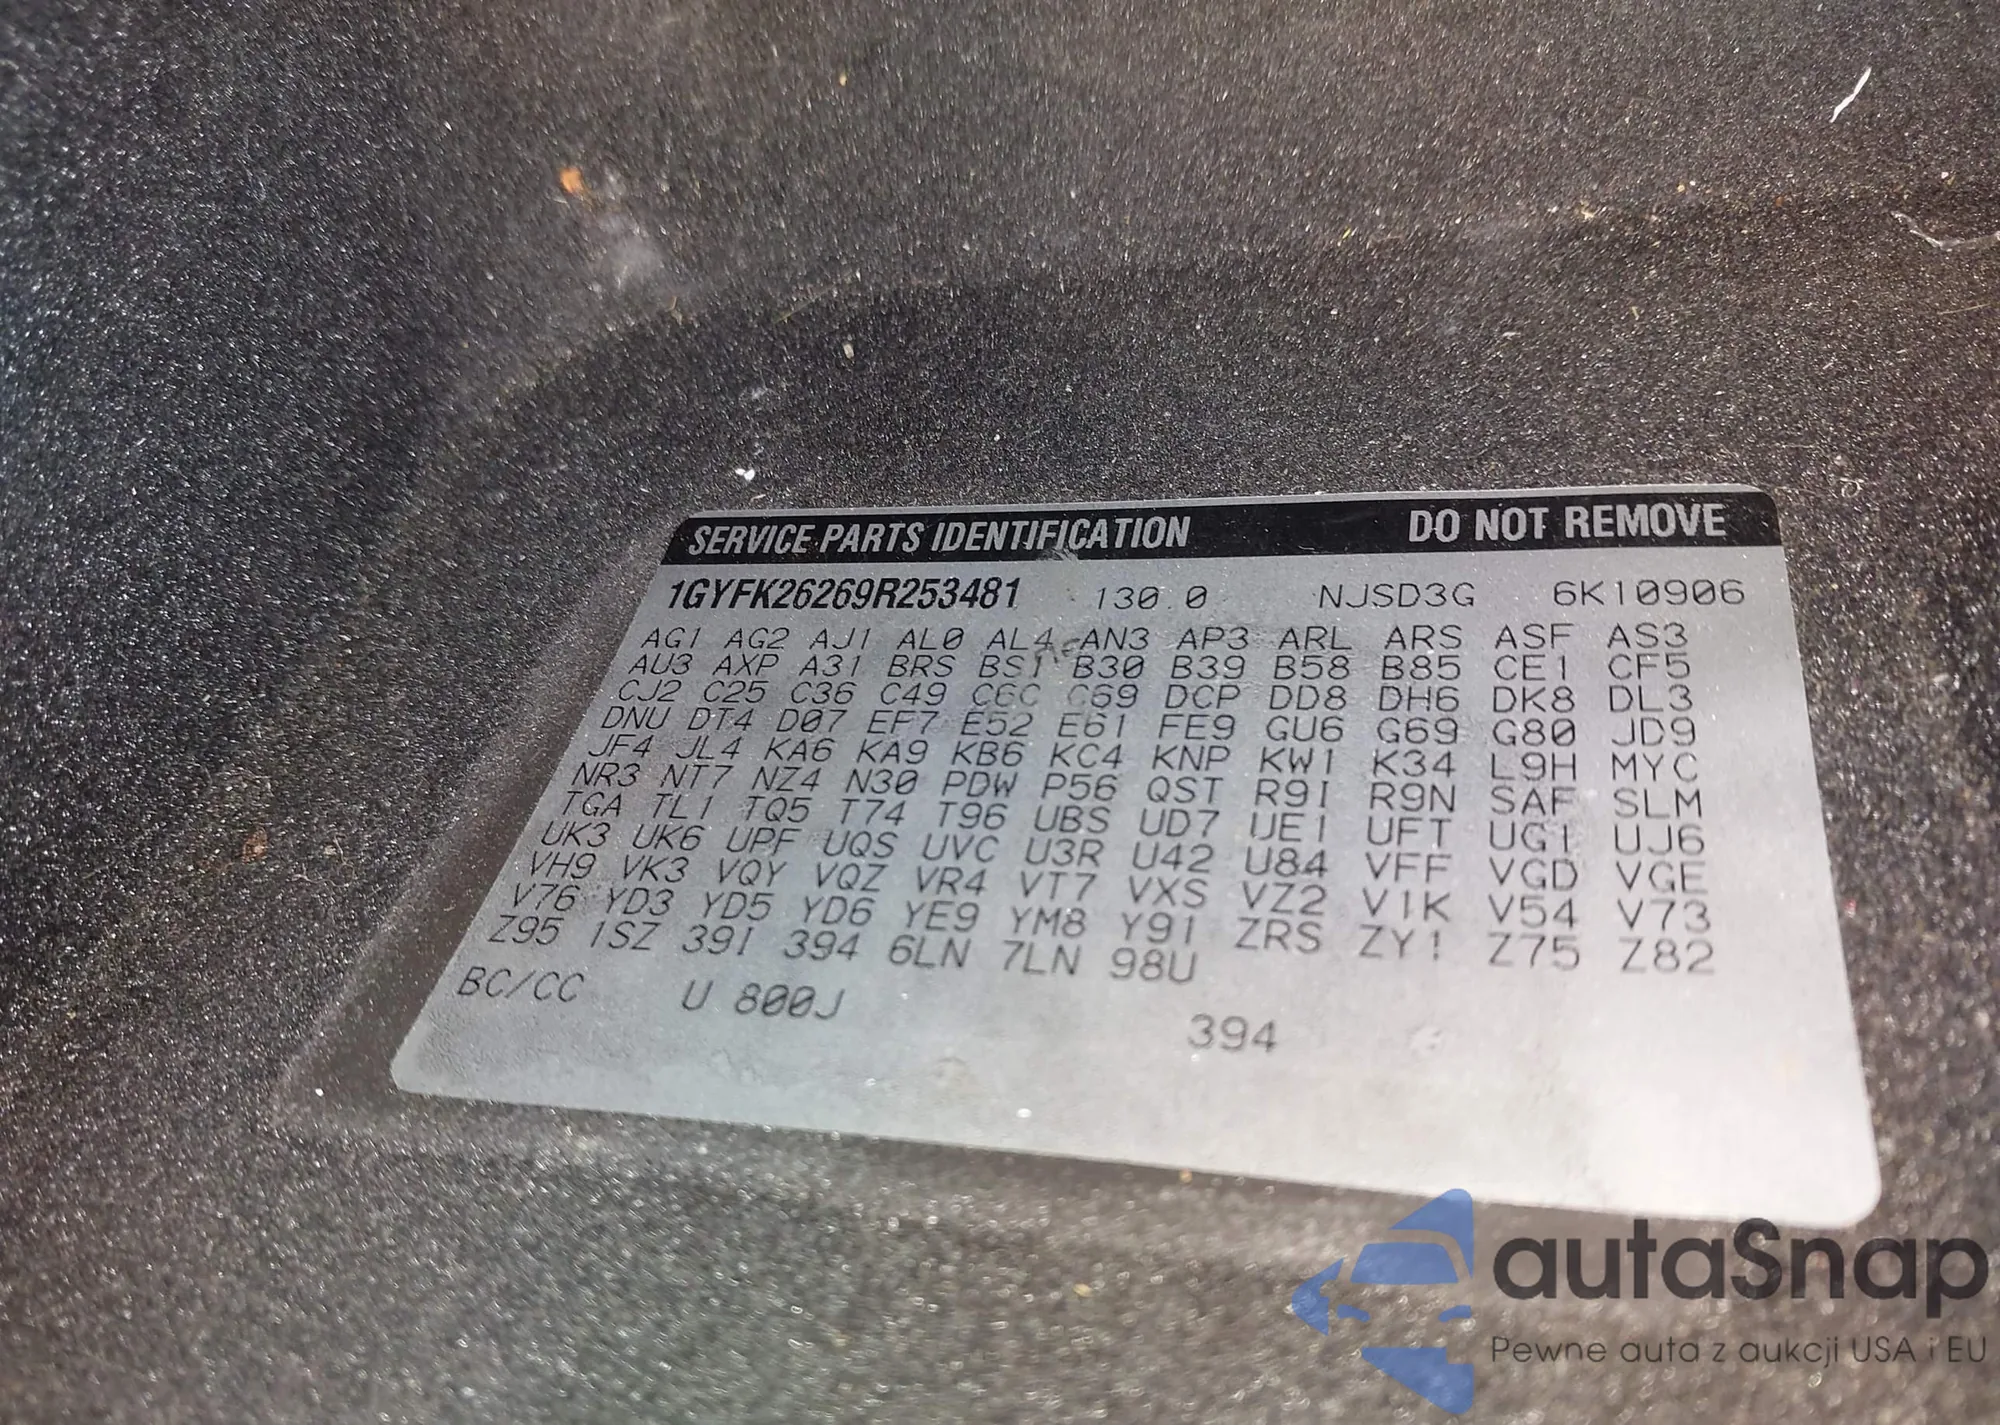 SERVICE PARTS IDENTIFICATION DO NOT REMOVE
1GYFK26269R253481 130.0 NJSD3G 6K10906
AG1 AG2 AJ1 AL0 AL4 AN3 AP3 ARL ARS ASF AS3
AU3 AXP A31 BRS BS1 B30 B39 B58 B85 CE1 CF5
CJ2 C25 C36 C49 C6C C69 DCP DD8 DH6 DK8 DL3
DNU DT4 D07 EF7 E52 E61 FE9 GU6 G69 G80 JD9
JF4 JL4 KA6 KA9 KB6 KC4 KNP KW1 K34 L9H MYC
NR3 NT7 NZ4 N30 PDW P56 QST R9I R9N SAF SLM
TGA TL1 TQ5 T74 T96 UBS UD7 UE1 UFT UG1 UJ6
UK3 UK6 UPF UQS UVC U3R U42 U84 VFF VGD VGE
VH9 VK3 VQY VQZ VR4 VT7 VXS VZ2 V1K V54 V73
V76 YD3 YD5 YD6 YE9 YM8 Y91 ZRS ZY! Z75 Z82
Z95 1SZ 39I 394 6LN 7LN 98U
BC/CC U 800J 394
autaSnap
Pewne auta z aukcji USA i EU